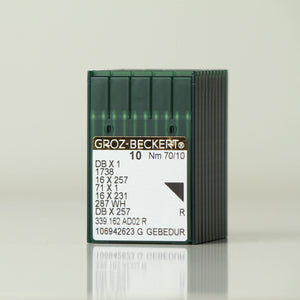 GROZ-BECKERT®
10 Nm 70/10
DB X 1
1738
16 X 257
71 X 1
16 X 231
287 WH
DB X 257 R
339.162 AD02 R
106942623 G GEBEDUR